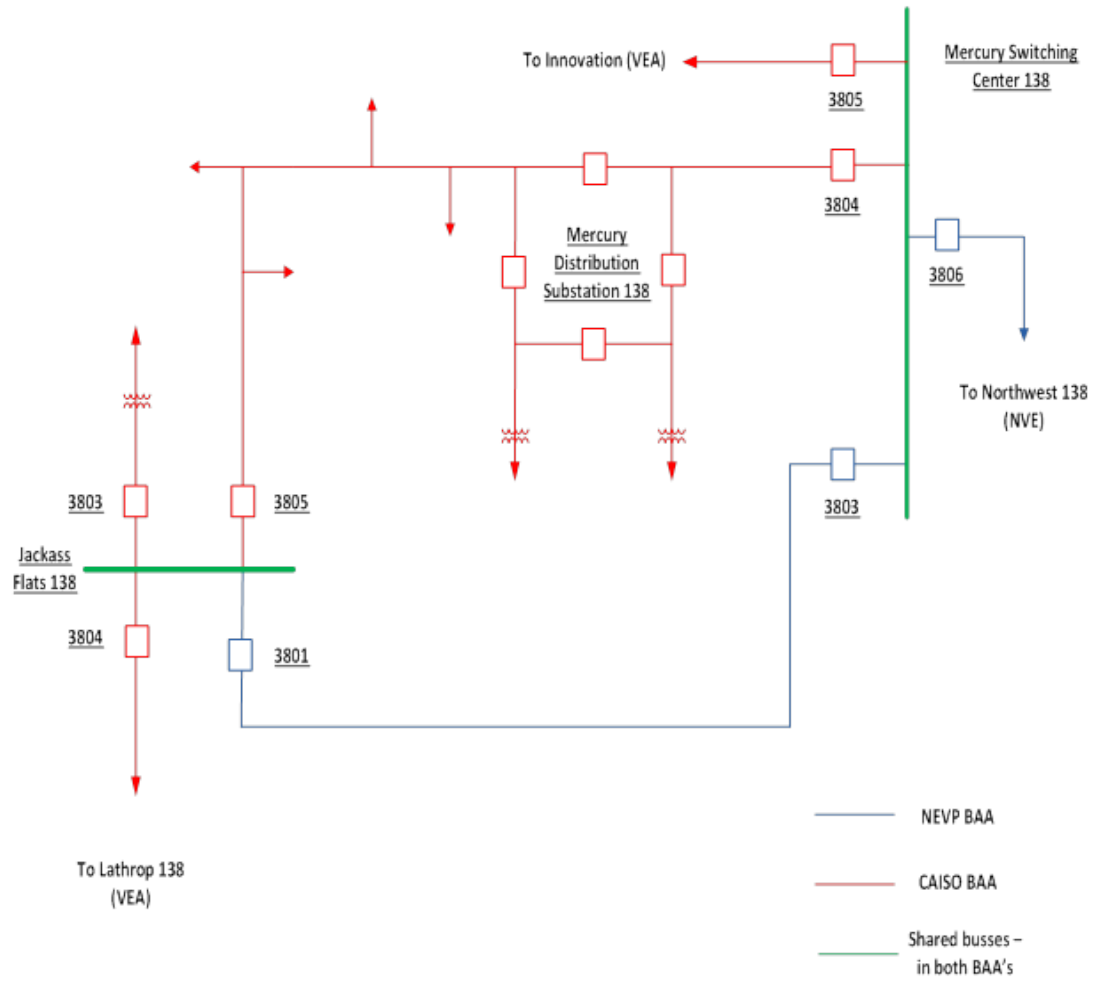 To Innovation (VEA)
3805
Mercury Switching
Center 138
3804
3806
Mercury
Distribution
Substation 138
To Northwest 138
(NVE)
3803
3803
3805
Jackass
Flats 138
3804
3801
To Lathrop 138
(VEA)
NEVP BAA
CAISO BAA
Shared busses –
in both BAA's